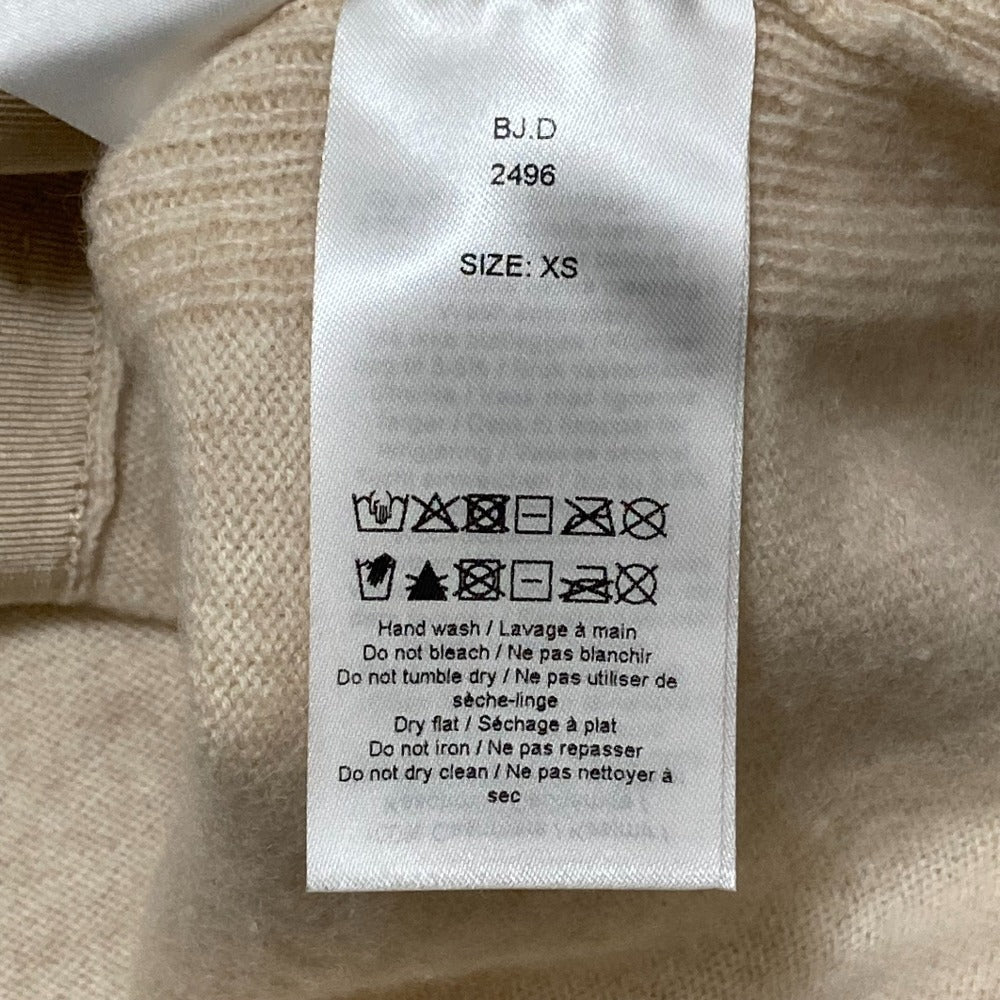 BJ.D
2496
SIZE: XS
Hand wash / Lavage à main
Do not bleach / Ne pas blanchir
Do not tumble dry / Ne pas utiliser de
sèche-linge
Dry flat / Séchage à plat
Do not iron / Ne pas repasser
Do not dry clean / Ne pas nettoyer à
sec